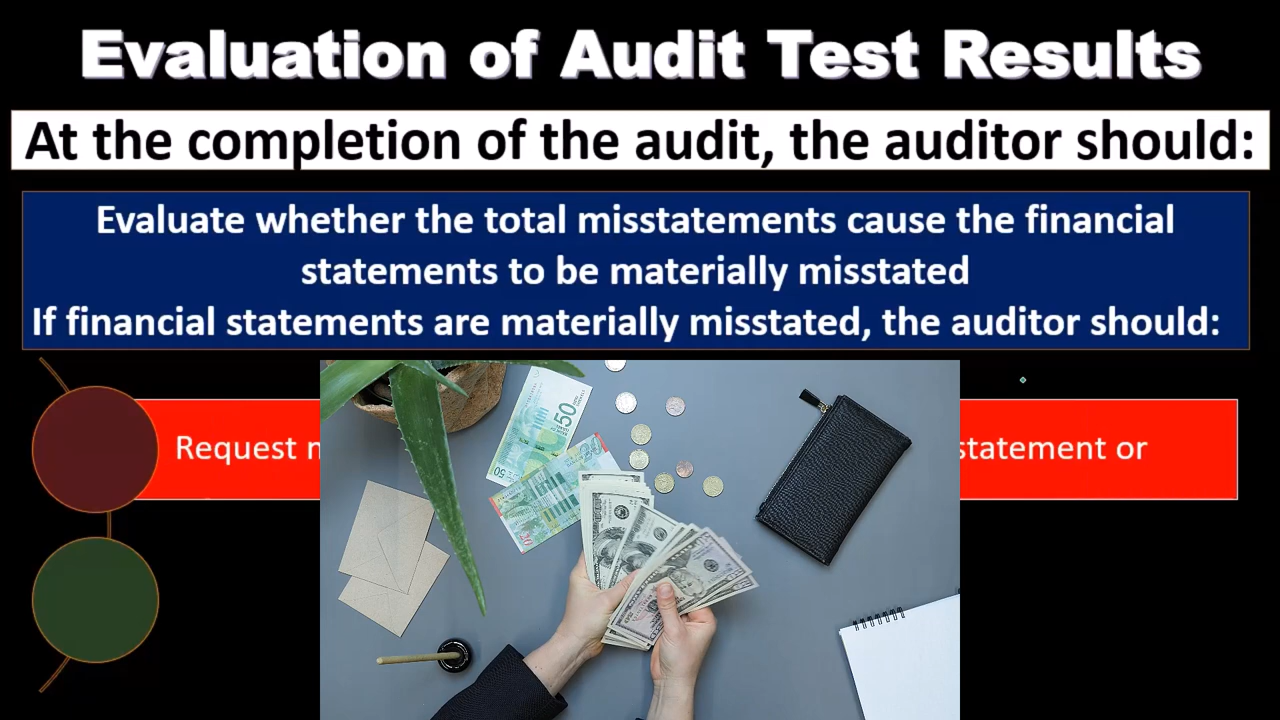 Evaluation of Audit Test Results
At the completion of the audit, the auditor should:
Evaluate whether the total misstatements cause the financial
statements to be materially misstated
If financial statements are materially misstated, the auditor should:
Request statement or
50
50